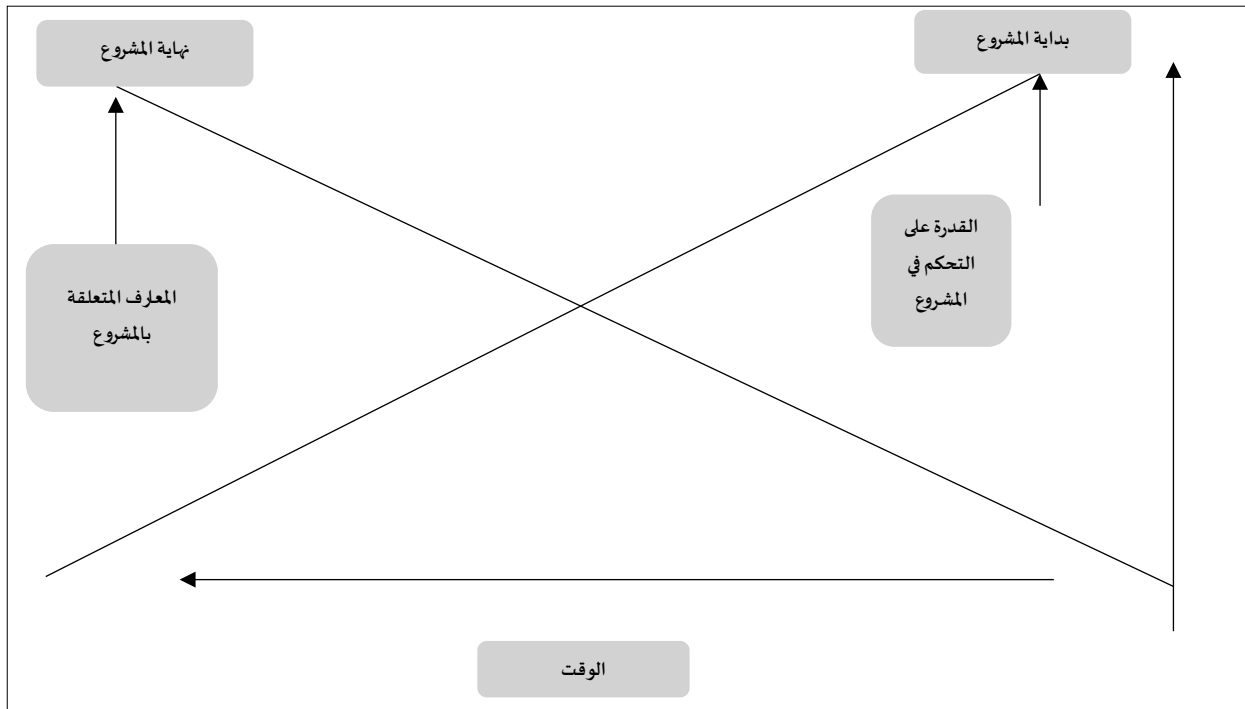 بداية المشروع
نهاية المشروع
القدرة على
التحكم في
المشروع
المعارف المتعلقة
بالمشروع
الوقت